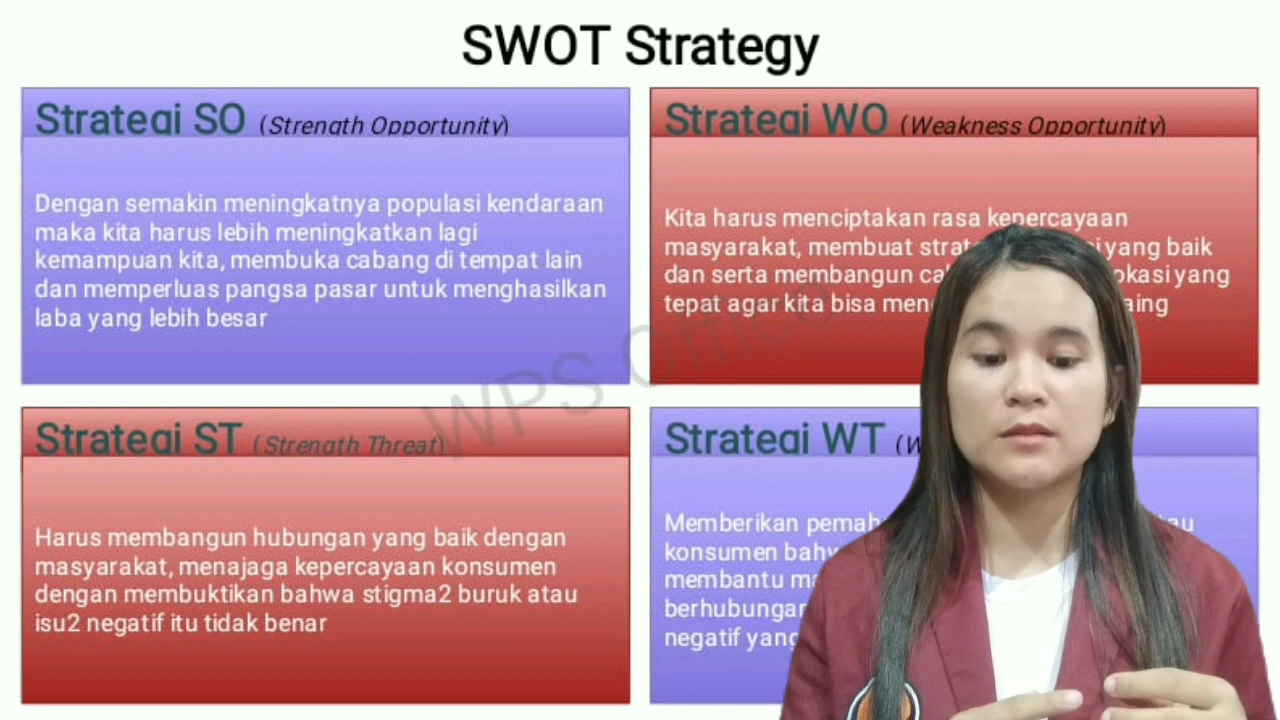 SWOT Strategy
Strategi SO (Strength Opportunity)
Dengan semakin meningkatnya populasi kendaraan
maka kita harus lebih meningkatkan lagi
kemampuan kita, membuka cabang di tempat lain
dan memperluas pangsa pasar untuk menghasilkan
laba yang lebih besar
Strategi WO (Weakness Opportunity)
Kita harus menciptakan rasa kepercayaan
masyarakat, membuat yang baik
dan serta membangun yang
tepat agar kita bisa
Strategi ST (Strength Threat)
Harus membangun hubungan yang baik dengan
masyarakat, menajaga kepercayaan konsumen
dengan membuktikan bahwa stigma2 buruk atau
isu2 negatif itu tidak benar
Strategi WT
Memberikan
konsumen
membantu
negatif yang
WPS Office